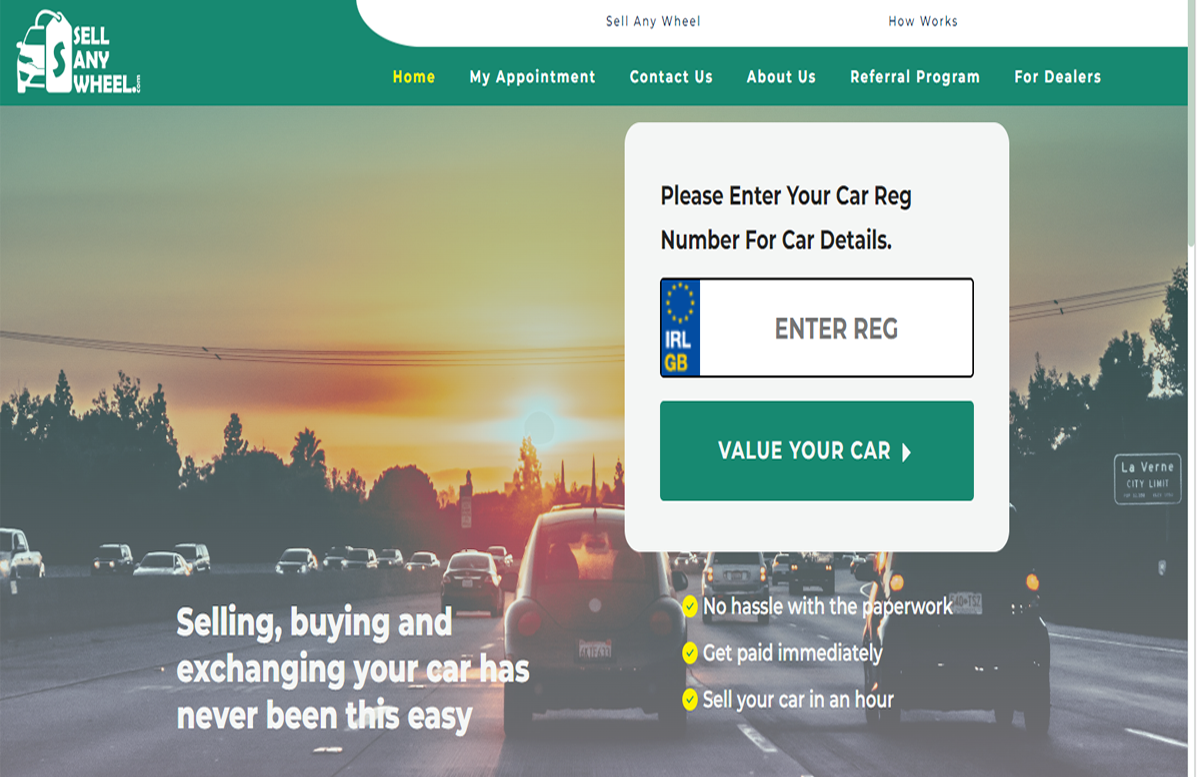 SELL
ANY
WHEEL.com
Sell Any Wheel
How Works
Home
My Appointment
Contact Us
About Us
Referral Program
For Dealers
Please Enter Your Car Reg
Number For Car Details.
IRL
GB
ENTER REG
VALUE YOUR CAR
La Verne
CITY LIMIT
Selling, buying and
exchanging your car has
never been this easy
No hassle with the paperwork
Get paid immediately
Sell your car in an hour